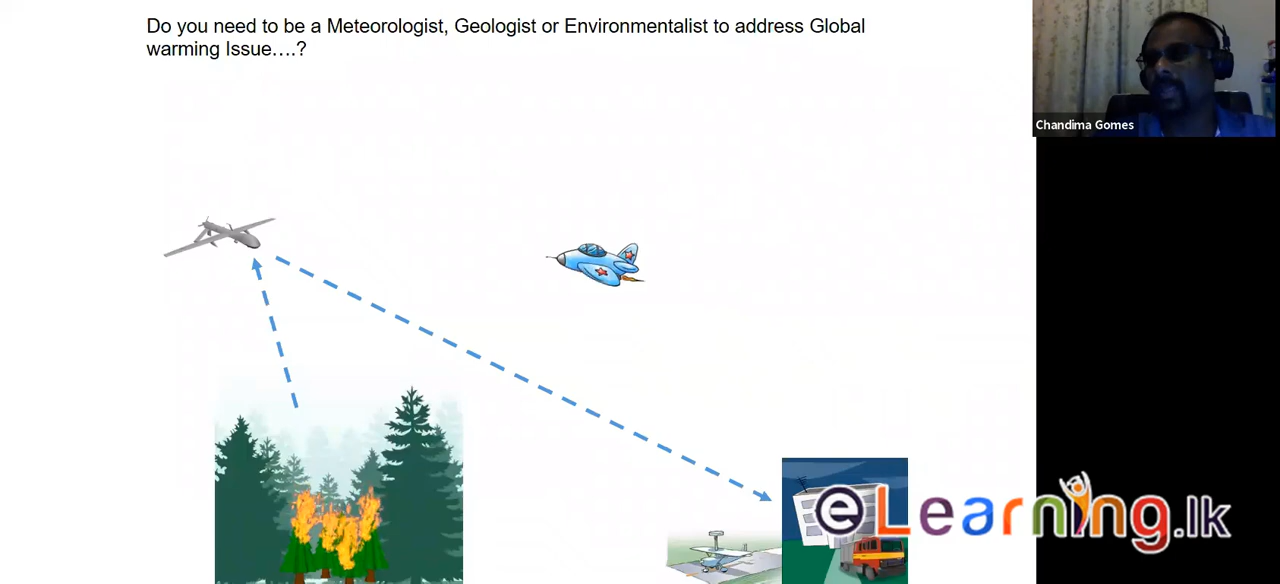 Do you need to be a Meteorologist, Geologist or Environmentalist to address Global
warming Issue....?
Chandima Gomes
eLearning.lk